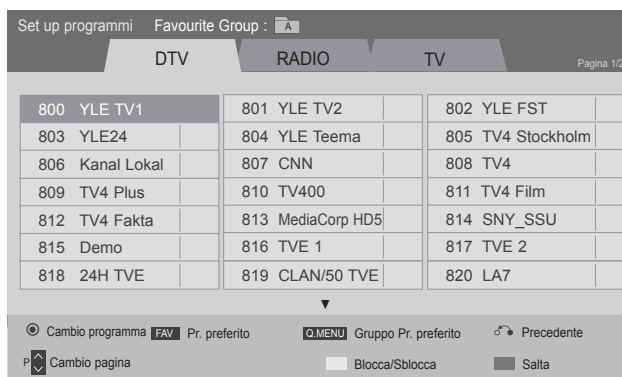 Set up programmi Favourite Group : A
DTV RADIO TV Pagina 1/2
800 YLE TV1 801 YLE TV2 802 YLE FST
803 YLE24 804 YLE Teema 805 TV4 Stockholm
806 Kanal Lokal 807 CNN 808 TV4
809 TV4 Plus 810 TV400 811 TV4 Film
812 TV4 Fakta 813 MediaCorp HD5 814 SNY_SSU
815 Demo 816 TVE 1 817 TVE 2
818 24H TVE 819 CLAN/50 TVE 820 LA7
Cambio programma FAV Pr. preferito Q.MENU Gruppo Pr. preferito Precedente
P Cambio pagina Blocca/Sblocca Salta